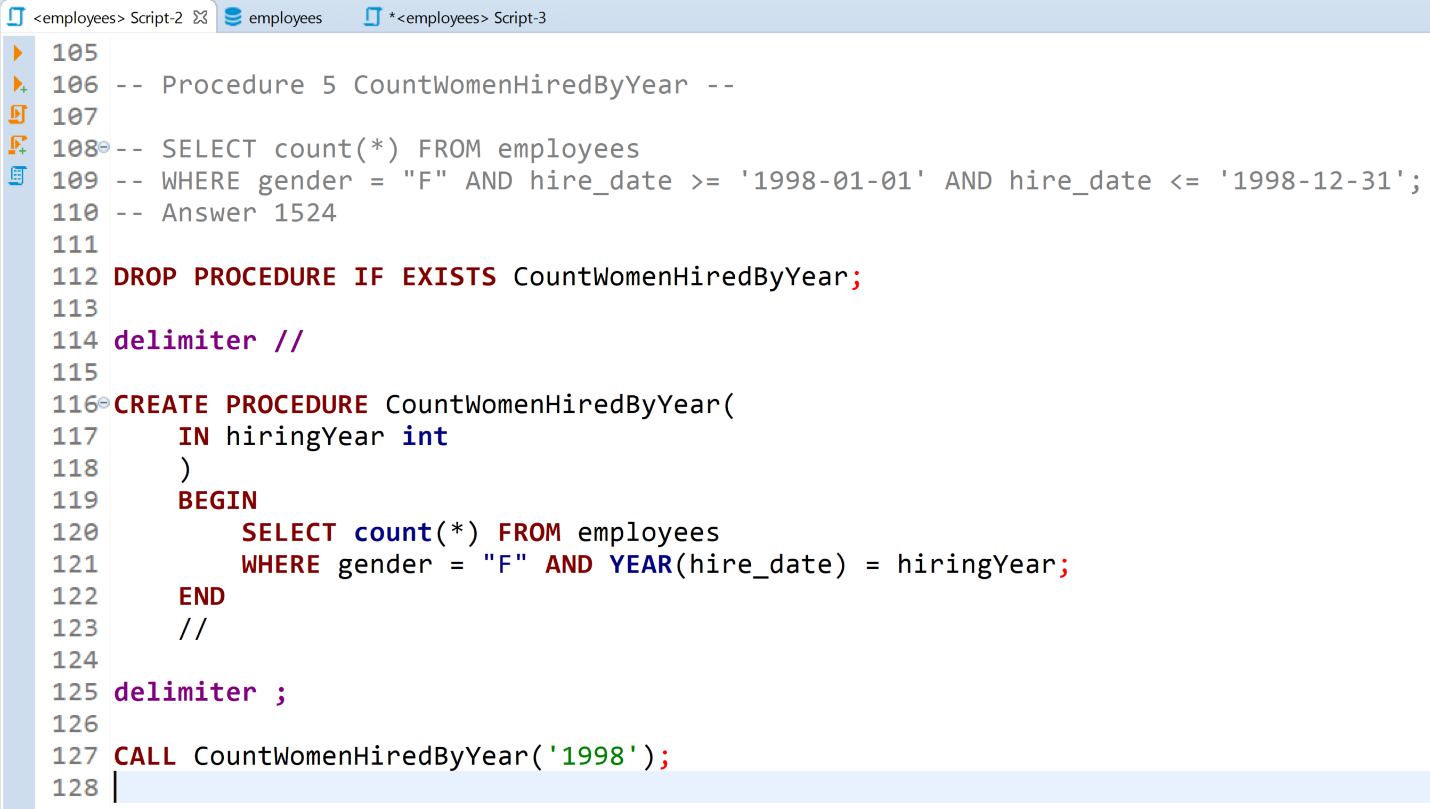 <employees> Script-2
employees
*<employees> Script-3
105
106 -- Procedure 5 CountWomenHiredByYear --
107
108 -- SELECT count(*) FROM employees
109 -- WHERE gender = "F" AND hire_date >= '1998-01-01' AND hire_date <= '1998-12-31';
110 -- Answer 1524
111
112 DROP PROCEDURE IF EXISTS CountWomenHiredByYear;
113
114 delimiter //
115
116 CREATE PROCEDURE CountWomenHiredByYear(
117     IN hiringYear int
118     )
119     BEGIN
120         SELECT count(*) FROM employees
121         WHERE gender = "F" AND YEAR(hire_date) = hiringYear;
122     END
123     //
124
125 delimiter ;
126
127 CALL CountWomenHiredByYear('1998');
128